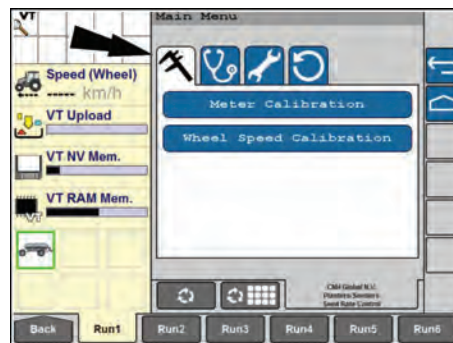 VT
Main Menu
Speed (Wheel)
----- km/h
VT Upload
VT NV Mem.
VT RAM Mem.
VT
Meter Calibration
Wheel Speed Calibration
CNH Global N.V.
Planters/Seeders
Seed Rate Control
Back
Run1
Run2
Run3
Run4
Run5
Run6